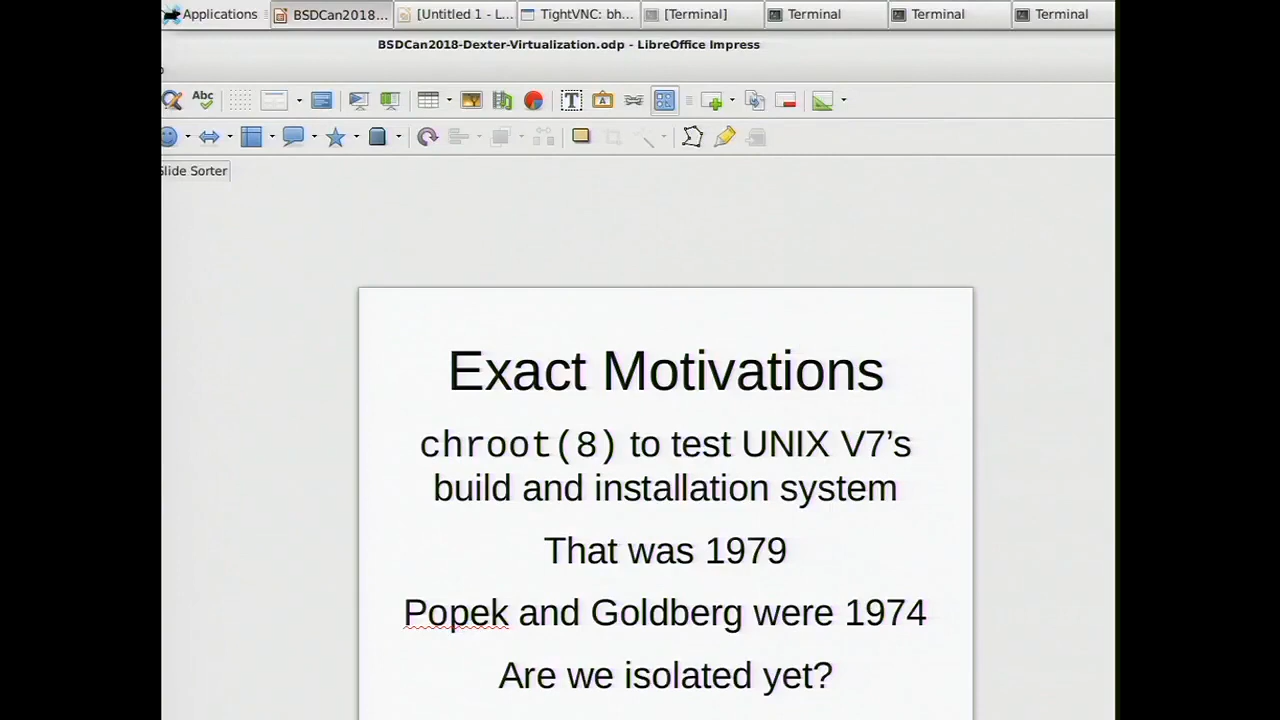 Applications
BSDCan2018...
[Untitled 1 - L...
TightVNC: bh...
[Terminal]
Terminal
Terminal
Terminal
BSDCan2018-Dexter-Virtualization.odp - LibreOffice Impress
Abc
T
A
Slide Sorter
Exact Motivations
chroot(8) to test UNIX V7’s
build and installation system
That was 1979
Popek and Goldberg were 1974
Are we isolated yet?